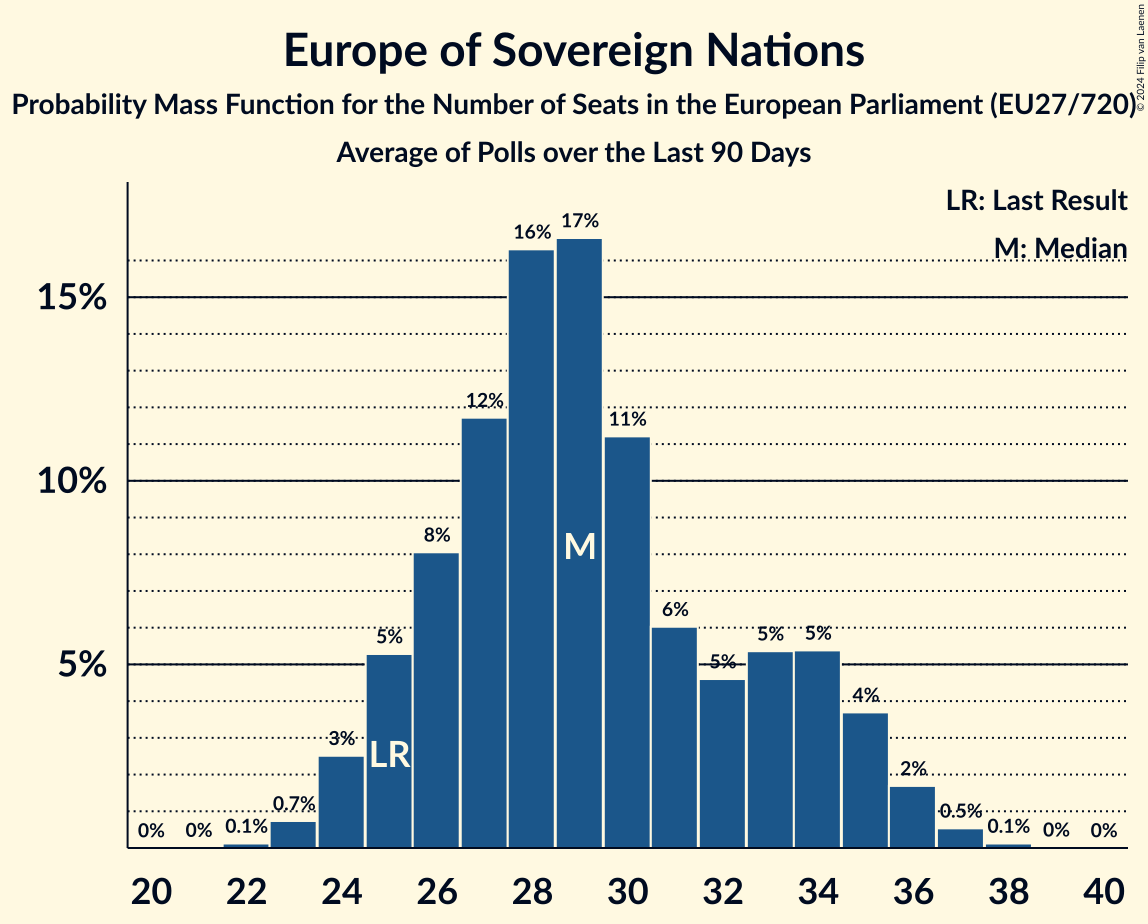 Europe of Sovereign Nations
Probability Mass Function for the Number of Seats in the European Parliament (EU27/720)
Average of Polls over the Last 90 Days
© 2024 Filip van Laenen
LR: Last Result
M: Median
15%
10%
5%
0%
0%
0.1%
0.7%
3%
5%
8%
12%
16%
17%
11%
6%
5%
5%
5%
4%
2%
0.5%
0.1%
0%
0%
LR
M
20 22 24 26 28 30 32 34 36 38 40